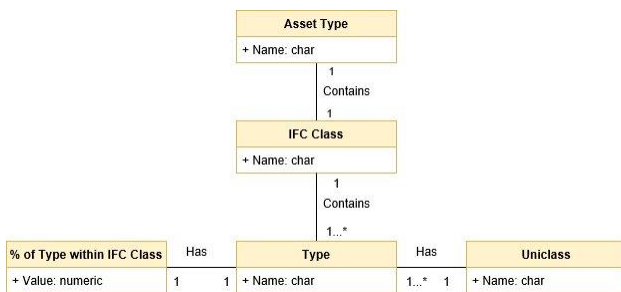 Asset Type
+ Name: char
1
Contains
1
IFC Class
+ Name: char
1
Contains
1...*
% of Type within IFC Class
Has
Type
Has
Uniclass
+ Value: numeric
1
1
+ Name: char
1...*
1
+ Name: char